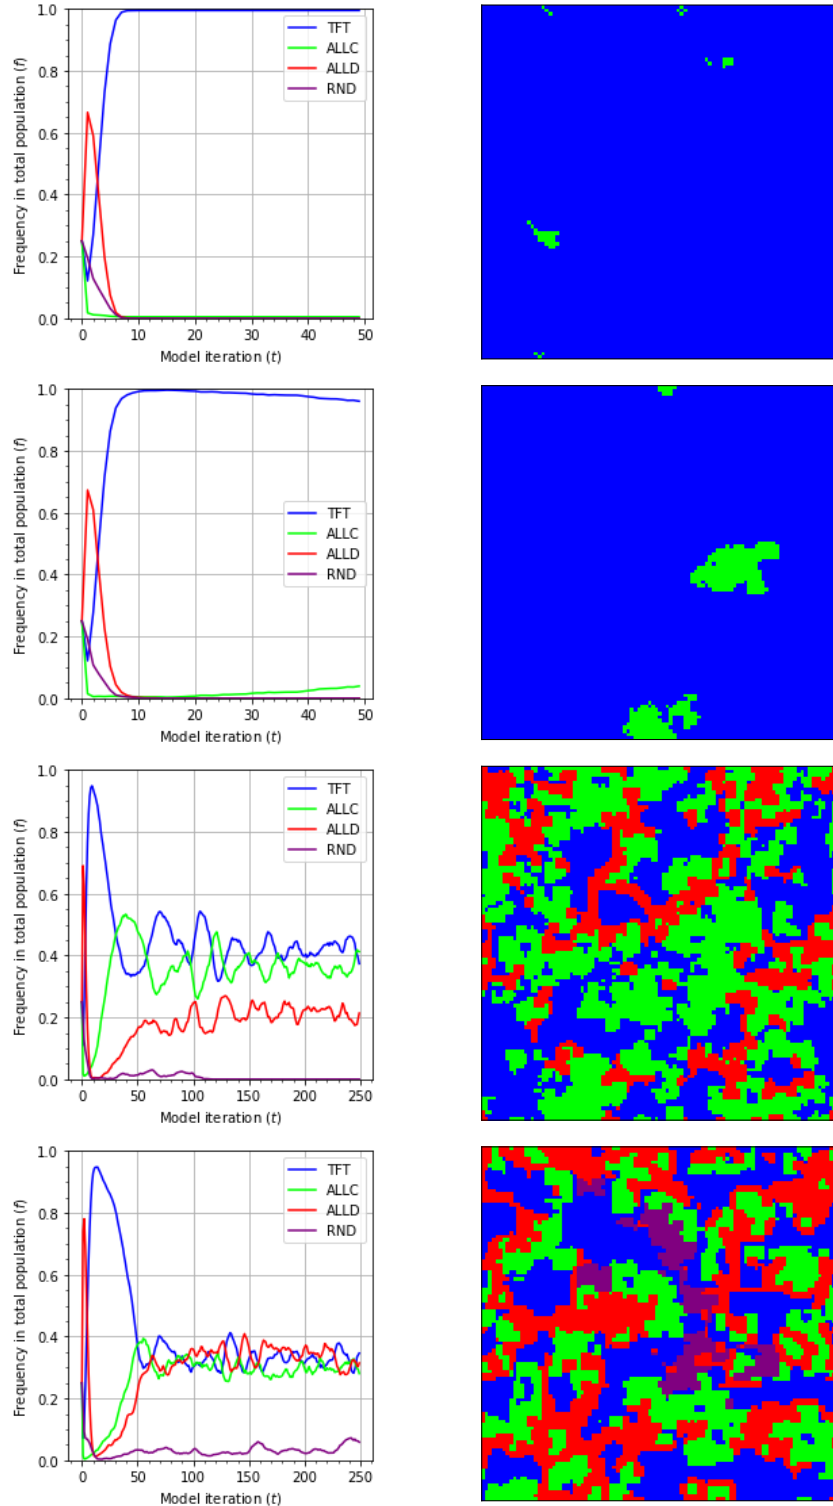 1.0
0.8
0.6
0.4
0.2
0.0
Frequency in total population (f)
TFT
ALLC
ALLD
RND
0 10 20 30 40 50
Model iteration (t)
1.0
0.8
0.6
0.4
0.2
0.0
Frequency in total population (f)
TFT
ALLC
ALLD
RND
0 10 20 30 40 50
Model iteration (t)
1.0
0.8
0.6
0.4
0.2
0.0
Frequency in total population (f)
TFT
ALLC
ALLD
RND
0 50 100 150 200 250
Model iteration (t)
1.0
0.8
0.6
0.4
0.2
0.0
Frequency in total population (f)
TFT
ALLC
ALLD
RND
0 50 100 150 200 250
Model iteration (t)